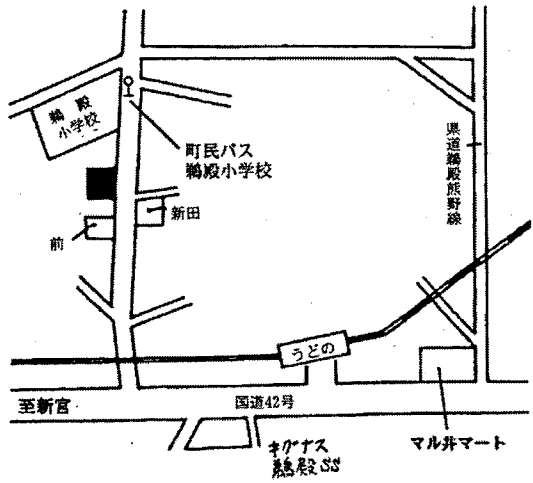 鵜殿
小学校
町民バス
鵜殿小学校
県道鵜殿熊野線
新田
前
うどの
至新宮
国道42号
キグナス
鵜殿SS
マル井マート